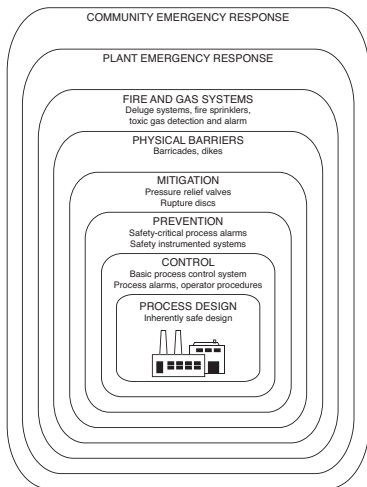 COMMUNITY EMERGENCY RESPONSE
PLANT EMERGENCY RESPONSE
FIRE AND GAS SYSTEMS
Deluge systems, fire sprinklers,
toxic gas detection and alarm
PHYSICAL BARRIERS
Barricades, dikes
MITIGATION
Pressure relief valves
Rupture discs
PREVENTION
Safety-critical process alarms
Safety instrumented systems
CONTROL
Basic process control system
Process alarms, operator procedures
PROCESS DESIGN
Inherently safe design